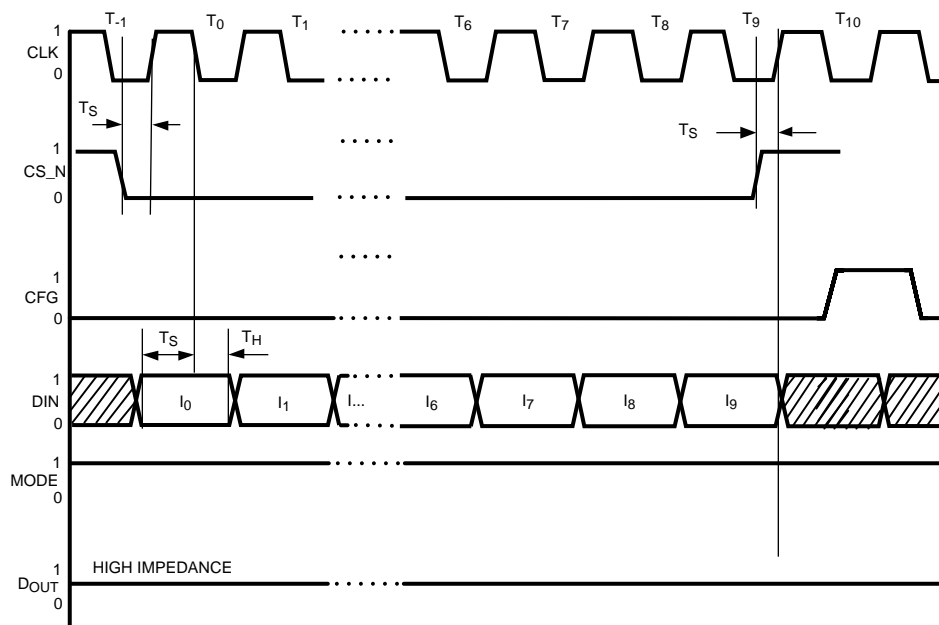 T-1 T0 T1 T6 T7 T8 T9 T10
1
CLK
0
TS
TS
1
CS_N
0
1
CFG
0
TS TH
1
DIN I0 I1 I... I6 I7 I8 I9
0
1
MODE
0
HIGH IMPEDANCE
1
DOUT
0